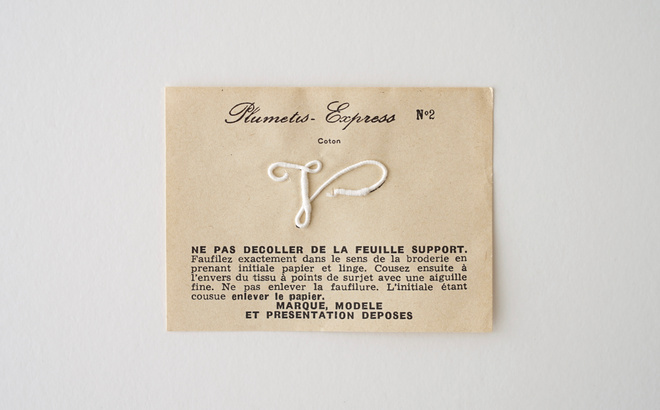 Plumetis-Express Nº2
Coton
NE PAS DECOLLER DE LA FEUILLE SUPPORT.
Faufilez exactement dans le sens de la broderie en
prenant initiale papier et linge. Cousez ensuite à
l'envers du tissu à points de surjet avec une aiguille
fine. Ne pas enlever la faufilure. L'initiale étant
cousue enlever le papier.
MARQUE, MODELE
ET PRESENTATION DEPOSES